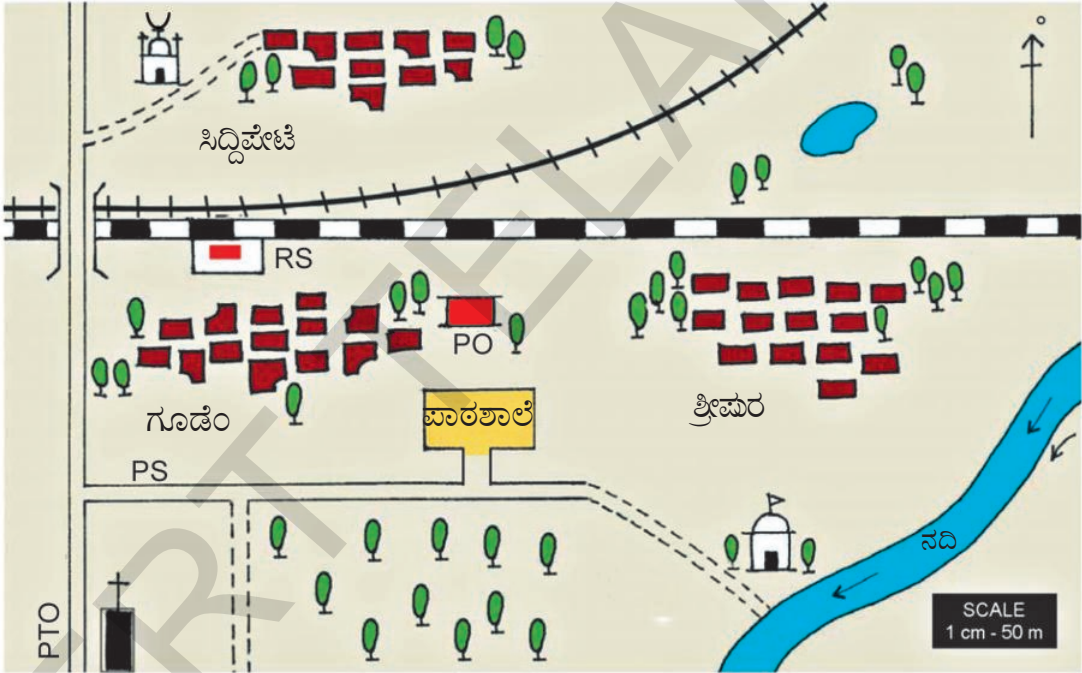 ಸಿದ್ದಿಪೇಟೆ
RS
PO
ಗೂಡೆಂ
ಪಾಠಶಾಲೆ
ಶ್ರೀಪುರ
PS
ನದಿ
PTO
SCALE
1 cm - 50 m